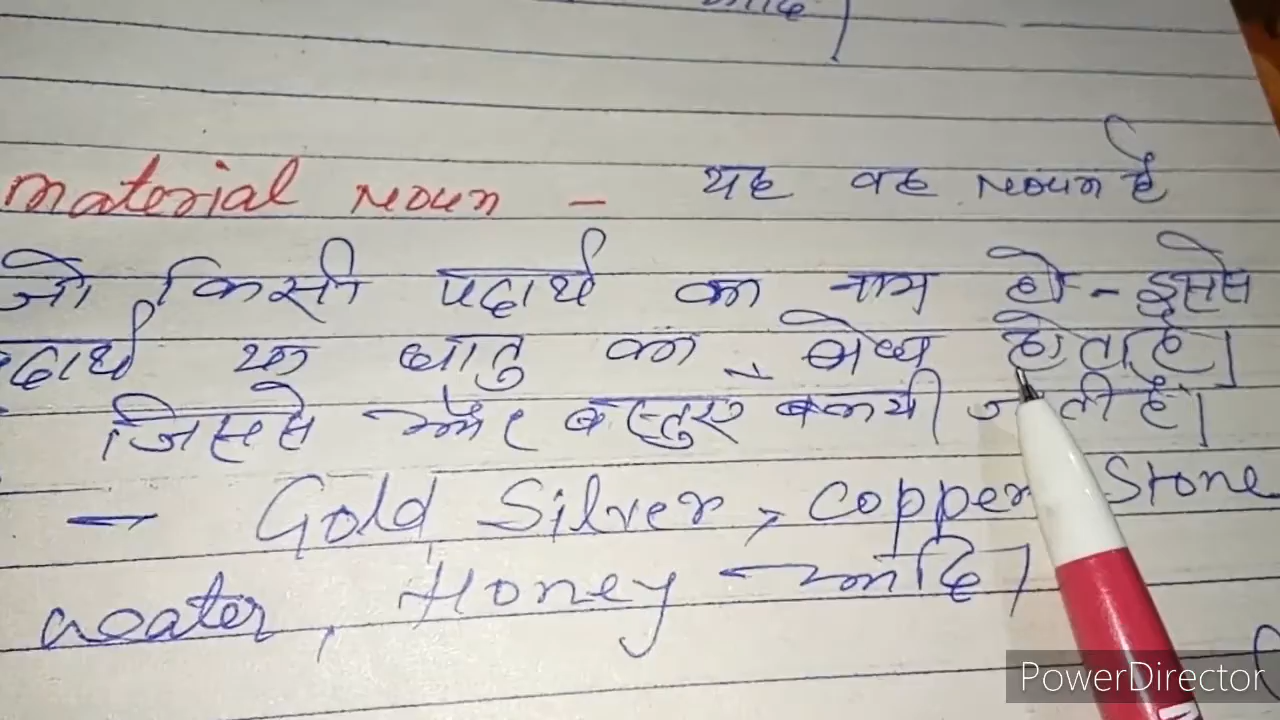 material noun - यह वह noun है
जो किसी पदार्थ का नाम हो - इससे
पदार्थ या धातु का बोध होता है।
जिससे और वस्तुए बनायी जाती है।
- Gold, Silver, Copper Stone
water, Honey आदि।
PowerDirector